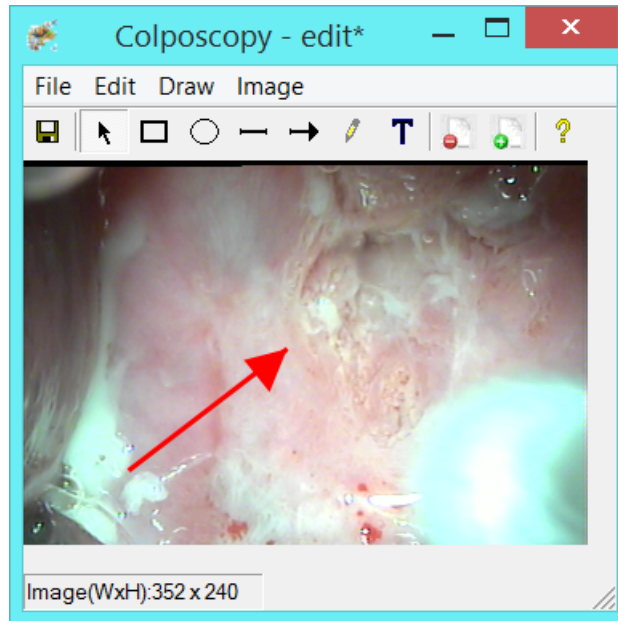 Colposcopy - edit*
File Edit Draw Image
T ?
Image(WxH):352 x 240